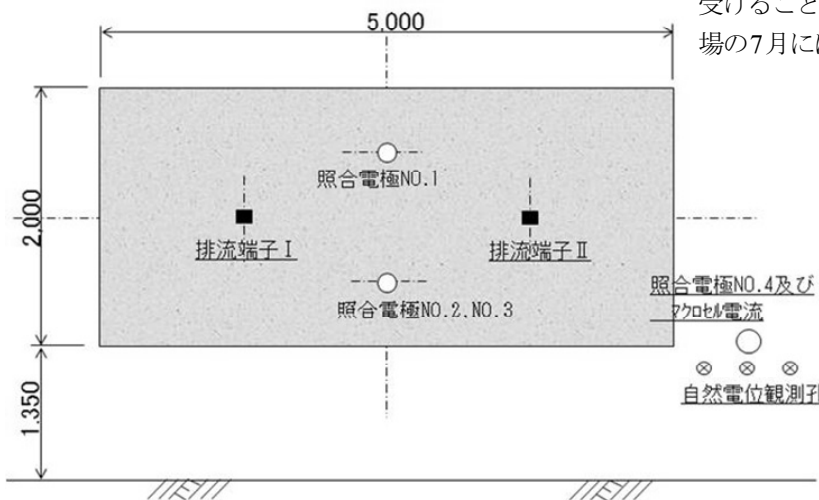 受けること
場の7月には
5,000
照合電極NO.1
2,000
排流端子Ⅰ
排流端子Ⅱ
照合電極NO.2,NO.3
照合電極NO.4及び
マクロセル電流
自然電位観測孔
1,350